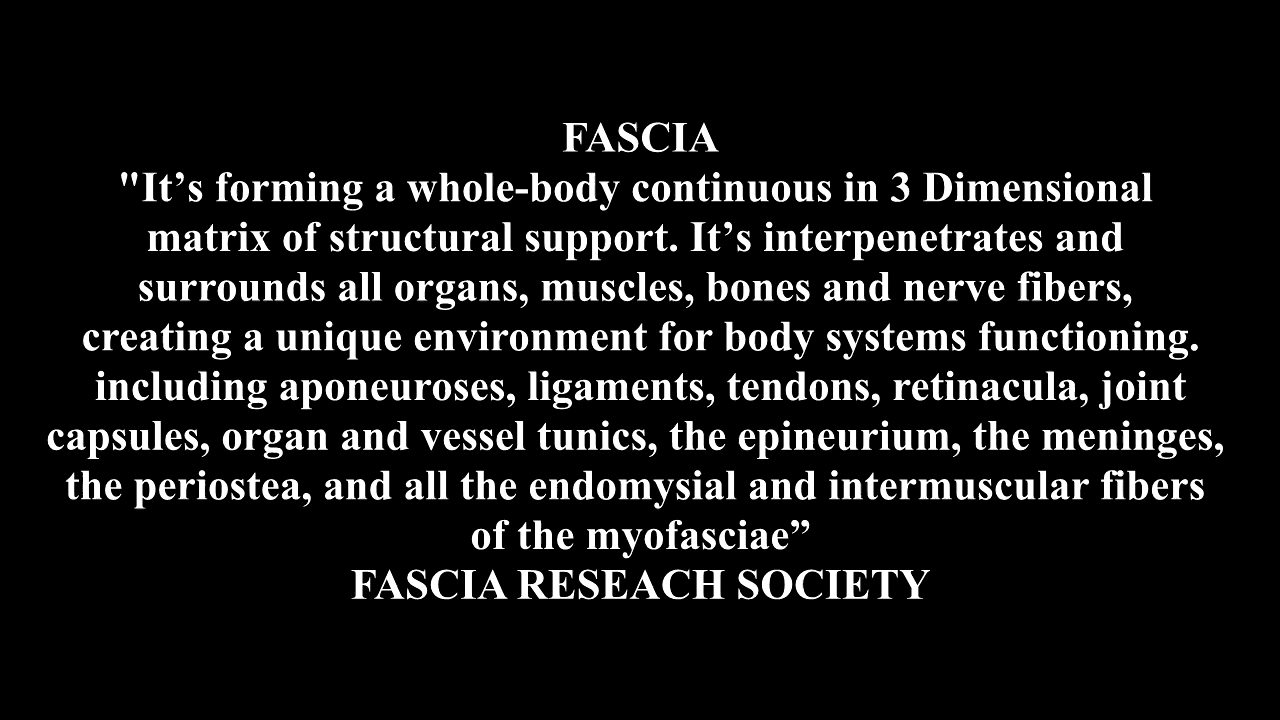 FASCIA
"It’s forming a whole-body continuous in 3 Dimensional
matrix of structural support. It’s interpenetrates and
surrounds all organs, muscles, bones and nerve fibers,
creating a unique environment for body systems functioning.
including aponeuroses, ligaments, tendons, retinacula, joint
capsules, organ and vessel tunics, the epineurium, the meninges,
the periostea, and all the endomysial and intermuscular fibers
of the myofasciae”
FASCIA RESEACH SOCIETY